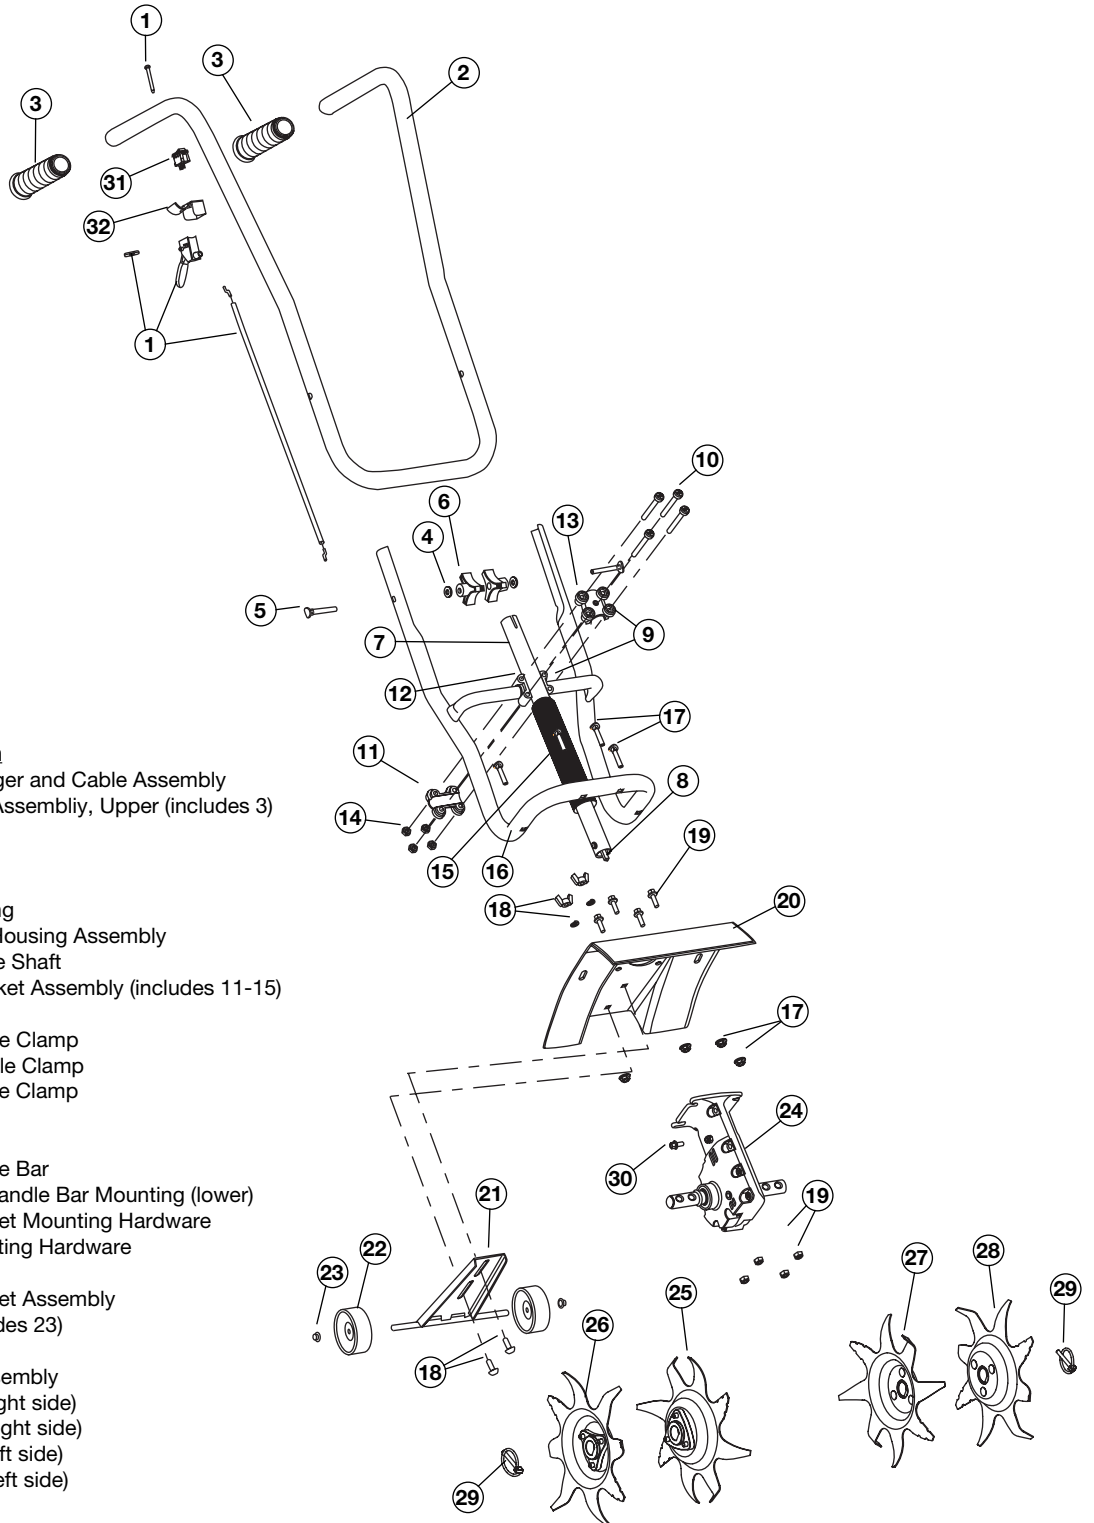 1
3
2
3
31
32
1
10
6
13
4
5
9
7
12
17
11
8
14
19
15
16
18
20
17
24
30
21
19
22
23
27
28
29
25
26
18
29
n
ger and Cable Assembly
Assembliy, Upper (includes 3)
ng
Housing Assembly
e Shaft
ket Assembly (includes 11-15)
e Clamp
le Clamp
e Clamp
e Bar
andle Bar Mounting (lower)
et Mounting Hardware
ting Hardware
et Assembly
des 23)
sembly
ght side)
ght side)
ft side)
eft side)